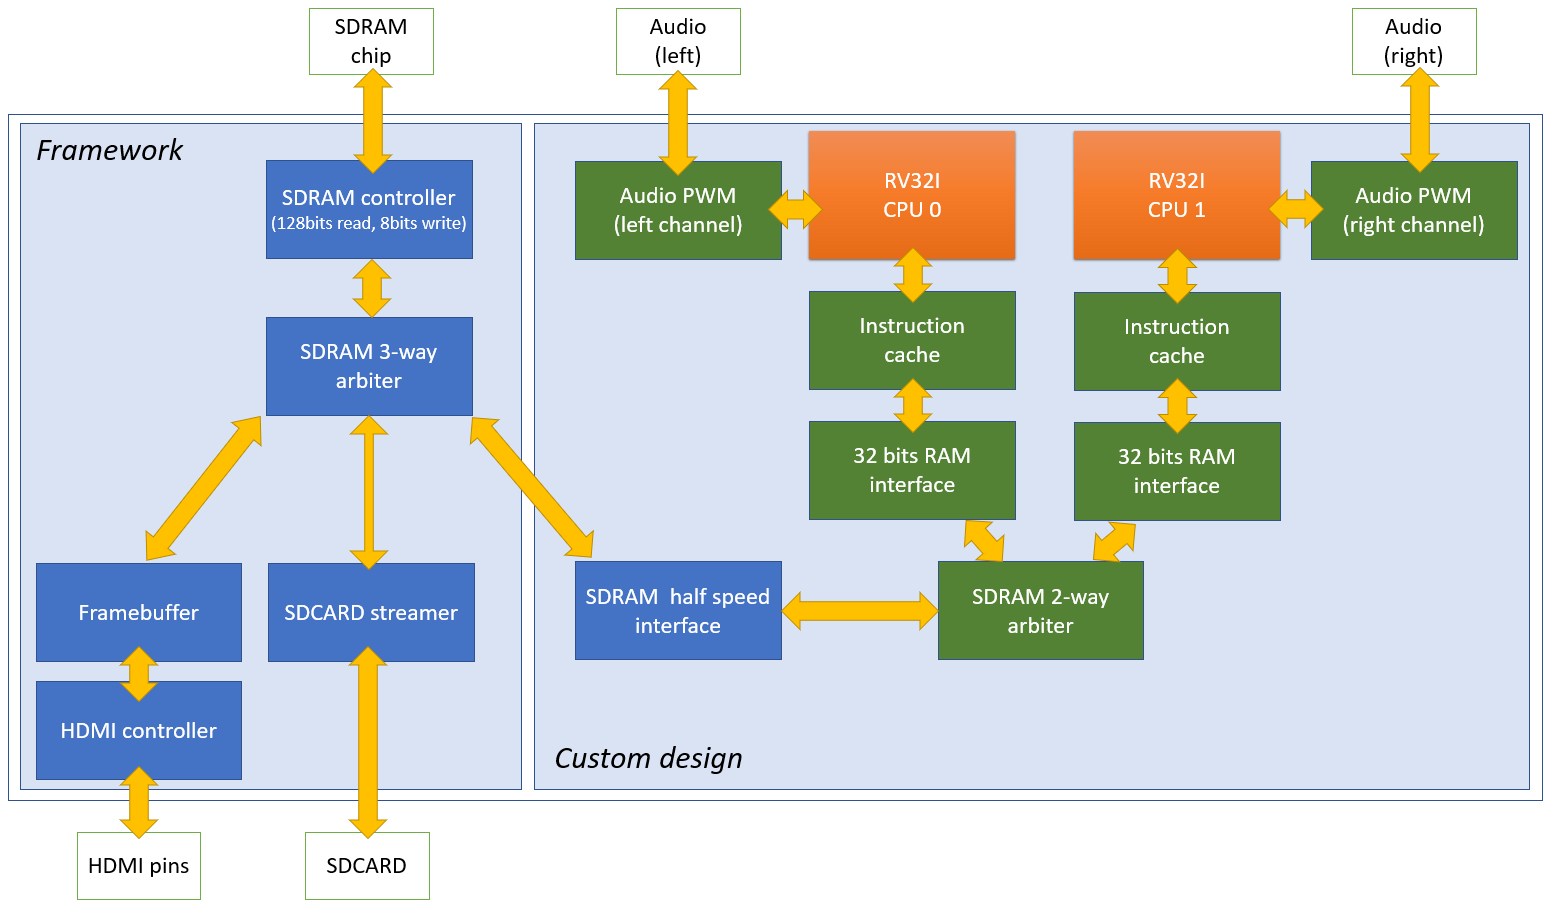 SDRAM
chip
Audio
(left)
Audio
(right)
Framework
SDRAM controller
(128bits read, 8bits write)
SDRAM 3-way
arbiter
Framebuffer
SDCARD streamer
HDMI controller
HDMI pins
SDCARD
Audio PWM
(left channel)
RV32I
CPU 0
RV32I
CPU 1
Audio PWM
(right channel)
Instruction
cache
Instruction
cache
32 bits RAM
interface
32 bits RAM
interface
SDRAM  half speed
interface
SDRAM 2-way
arbiter
Custom design